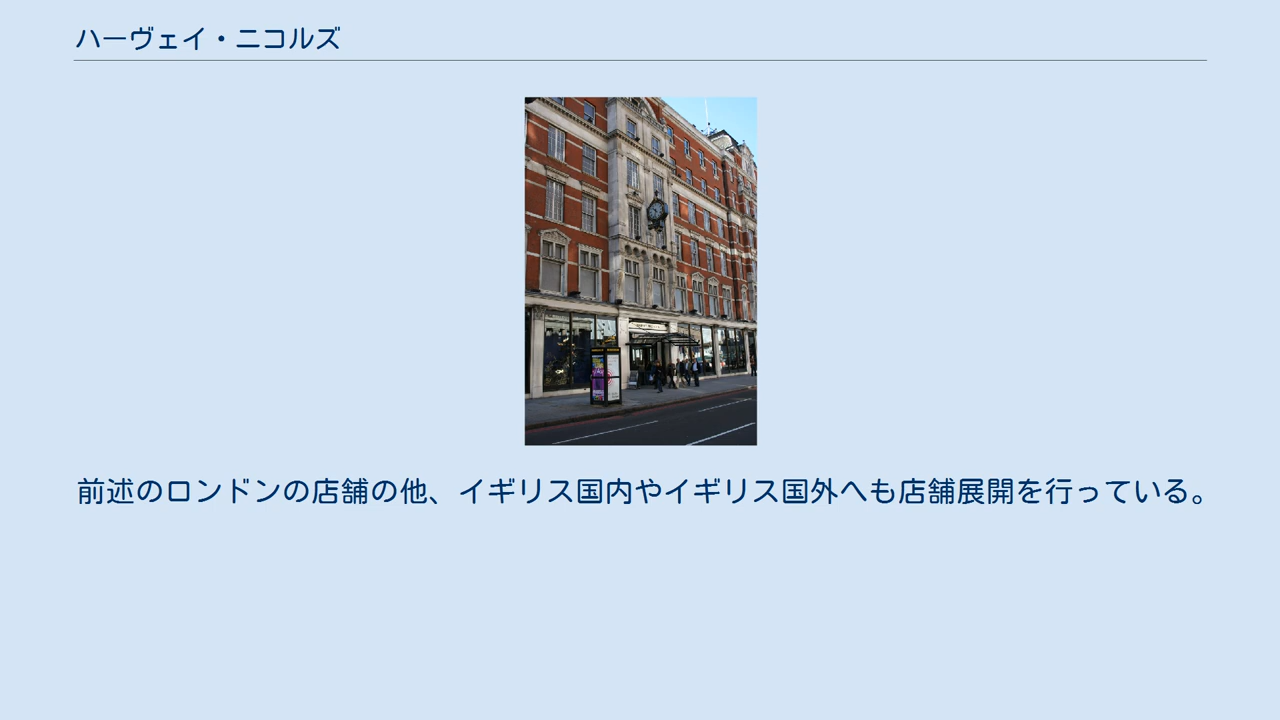 ハーヴェイ・ニコルズ
前述のロンドンの店舗の他、イギリス国内やイギリス国外へも店舗展開を行っている。